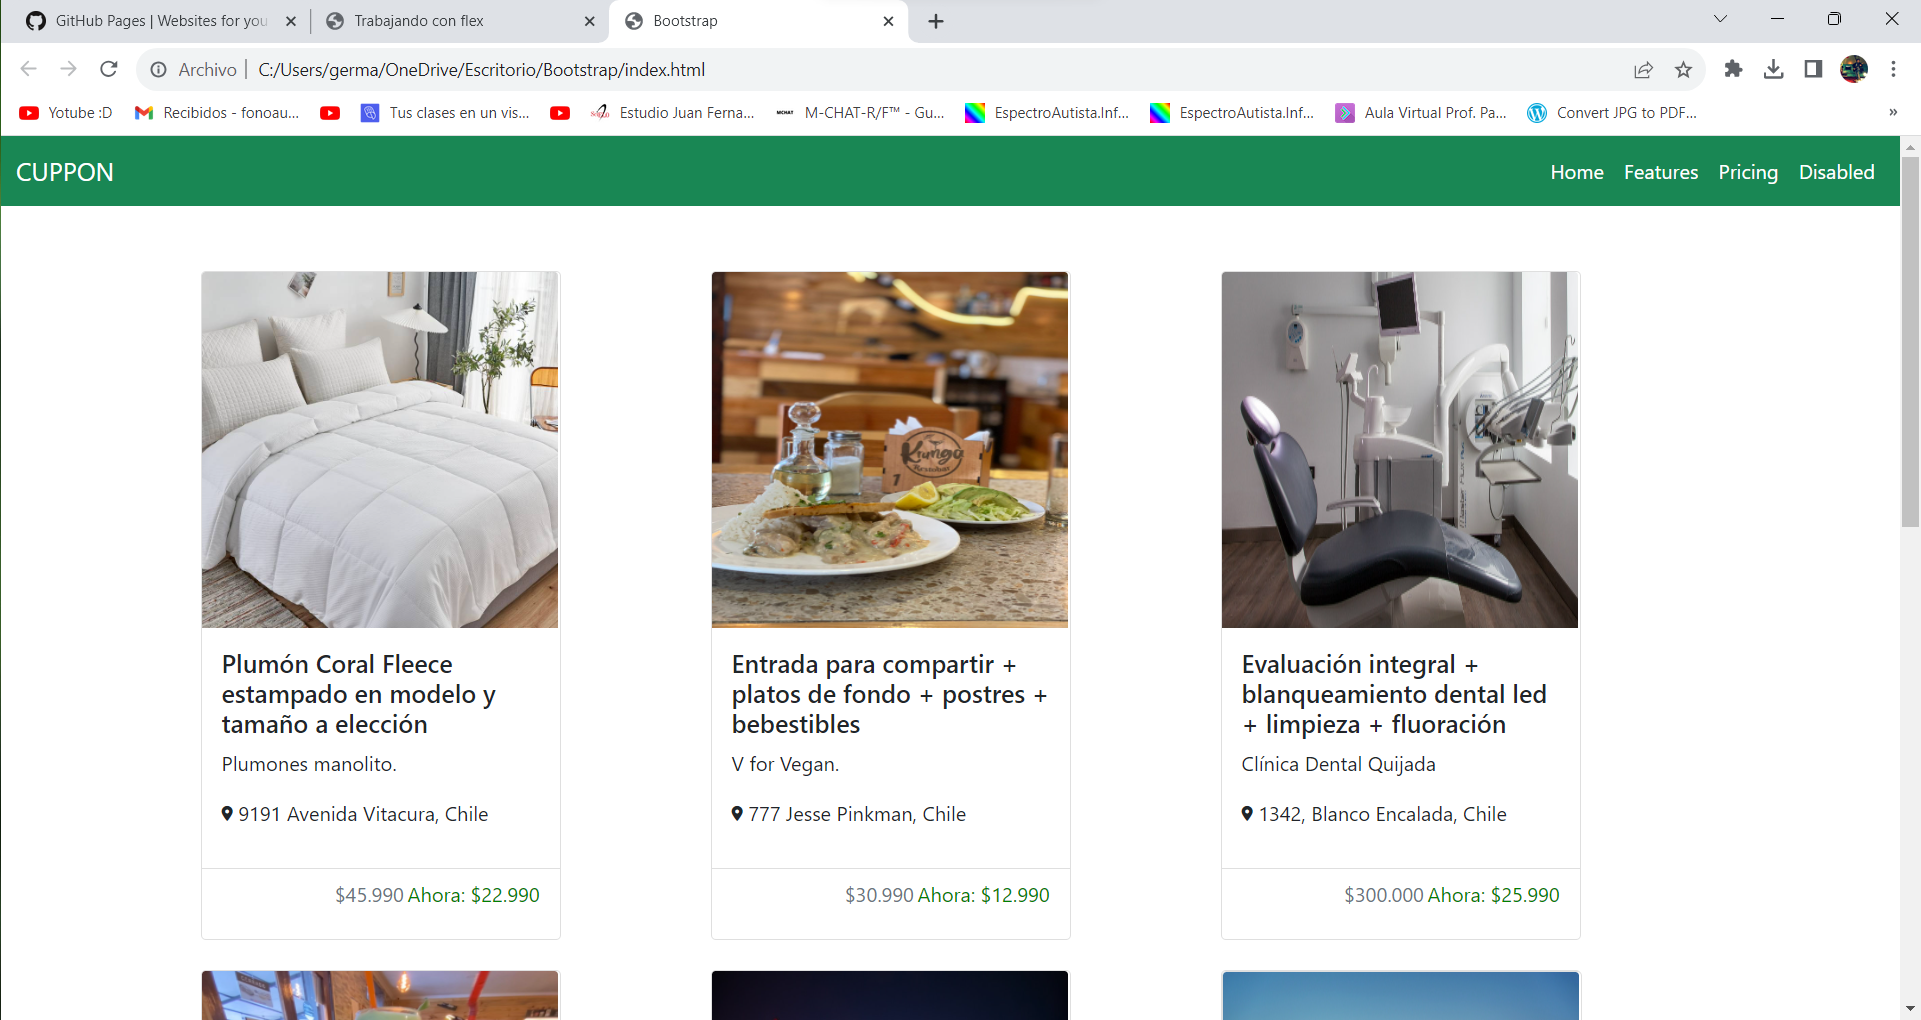 GitHub Pages | Websites for you
Trabajando con flex
Bootstrap
Archivo | C:/Users/germa/OneDrive/Escritorio/Bootstrap/index.html
Yotube :D
Recibidos - fonoau...
Tus clases en un vis...
Estudio Juan Ferna...
MCHAT
M-CHAT-R/F™ - Gu...
EspectroAutista.Inf...
EspectroAutista.Inf...
Aula Virtual Prof. Pa...
Convert JPG to PDF...
»
CUPPON
Home
Features
Pricing
Disabled
Krunga
7
Plumón Coral Fleece
estampado en modelo y
tamaño a elección
Plumones manolito.
9191 Avenida Vitacura, Chile
$45.990 Ahora: $22.990
Entrada para compartir +
platos de fondo + postres +
bebestibles
V for Vegan.
777 Jesse Pinkman, Chile
$30.990 Ahora: $12.990
Evaluación integral +
blanqueamiento dental led
+ limpieza + fluoración
Clínica Dental Quijada
1342, Blanco Encalada, Chile
$300.000 Ahora: $25.990